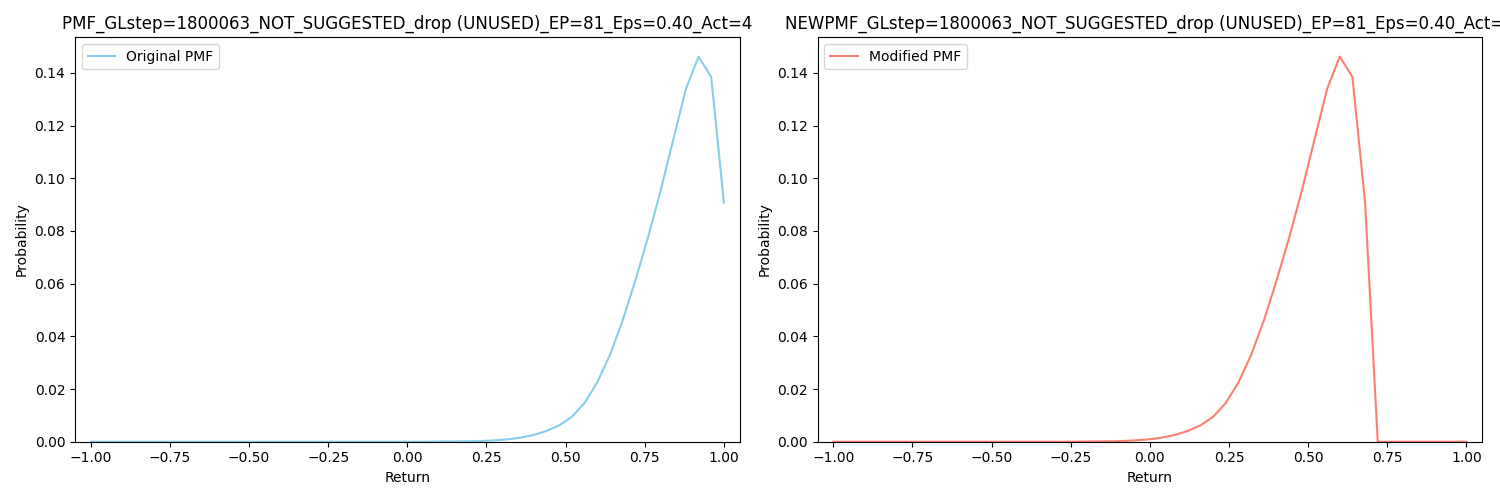 PMF_GLstep=1800063_NOT_SUGGESTED_drop (UNUSED)_EP=81_Eps=0.40_Act=4
Original PMF
0.14
0.12
0.10
0.08
0.06
0.04
0.02
0.00
Probability
−1.00 −0.75 −0.50 −0.25 0.00 0.25 0.50 0.75 1.00
Return
NEWPMF_GLstep=1800063_NOT_SUGGESTED_drop (UNUSED)_EP=81_Eps=0.40_Act=
Modified PMF
0.14
0.12
0.10
0.08
0.06
0.04
0.02
0.00
Probability
−1.00 −0.75 −0.50 −0.25 0.00 0.25 0.50 0.75 1.00
Return